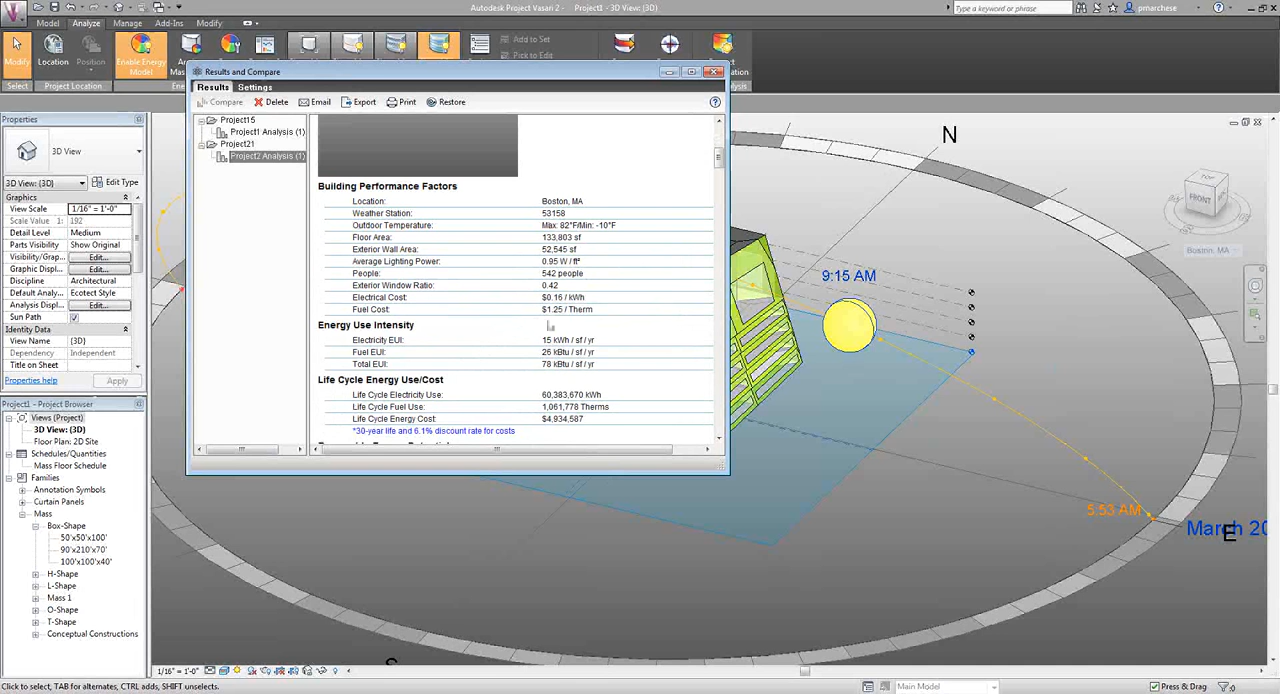 Autodesk Project Vasari 2 - Project1 - 3D View: {3D}
Type a keyword or phrase
prnarchese
Model Analyze Manage Add-Ins Modify
Modify
Location
Position
Enable Energy Model
Add to Set
Pick to Edit
Select
Project Location
Results and Compare
Results Settings
Compare Delete Email Export Print Restore
Project15
Project1 Analysis (1)
Project21
Project2 Analysis (1)
Building Performance Factors
Location: Boston, MA
Weather Station: 53158
Outdoor Temperature: Max: 82°F/Min: -10°F
Floor Area: 133,803 sf
Exterior Wall Area: 52,545 sf
Average Lighting Power: 0.95 W / ft²
People: 542 people
Exterior Window Ratio: 0.42
Electrical Cost: $0.16 / kWh
Fuel Cost: $1.25 / Therm
Energy Use Intensity
Electricity EUI: 15 kWh / sf / yr
Fuel EUI: 25 kBtu / sf / yr
Total EUI: 78 kBtu / sf / yr
Life Cycle Energy Use/Cost
Life Cycle Electricity Use: 60,383,670 kWh
Life Cycle Fuel Use: 1,061,778 Therms
Life Cycle Energy Cost: $4,934,587
*30-year life and 6.1% discount rate for costs
Properties
3D View
3D View: {3D} Edit Type
Graphics
View Scale 1/16" = 1'-0"
Scale Value 1: 192
Detail Level Medium
Parts Visibility Show Original
Visibility/Grap... Edit...
Graphic Displ... Edit...
Discipline Architectural
Default Analy... Ecotect Style
Analysis Displ... Edit...
Sun Path
Identity Data
View Name {3D}
Dependency Independent
Title on Sheet
Properties help Apply
Project1 - Project Browser
Views (Project)
3D View: {3D}
Floor Plan: 2D Site
Schedules/Quantities
Mass Floor Schedule
Families
Annotation Symbols
Curtain Panels
Mass
Box-Shape
50'x50'x100'
90'x210'x70'
100'x100'x40'
H-Shape
L-Shape
Mass 1
O-Shape
T-Shape
Conceptual Constructions
N
TOP
FRONT
Boston, MA
9:15 AM
5:53 AM
March 20
E
S
1/16" = 1'-0"
Click to select, TAB for alternates, CTRL adds, SHIFT unselects.
Main Model
Press & Drag
:0